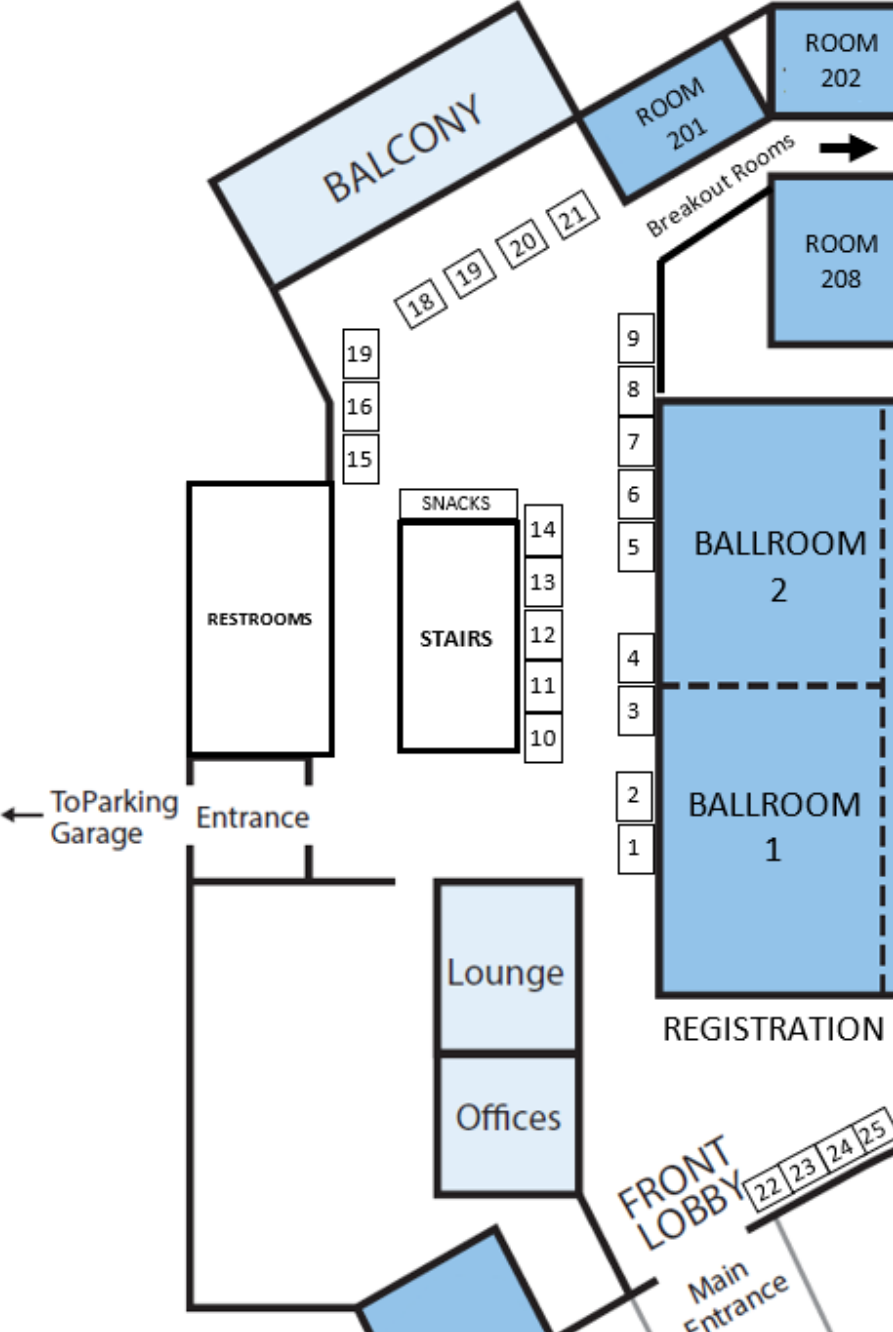 ROOM
202
BALCONY
ROOM
201
Breakout Rooms
ROOM
208
21
20
19
18
19
16
15
9
8
7
6
5
SNACKS
14
13
12
11
10
RESTROOMS
STAIRS
BALLROOM
2
4
3
2
1
BALLROOM
1
ToParking
Garage
Entrance
Lounge
REGISTRATION
Offices
FRONT
LOBBY
22
23
24
25
Main
Entrance